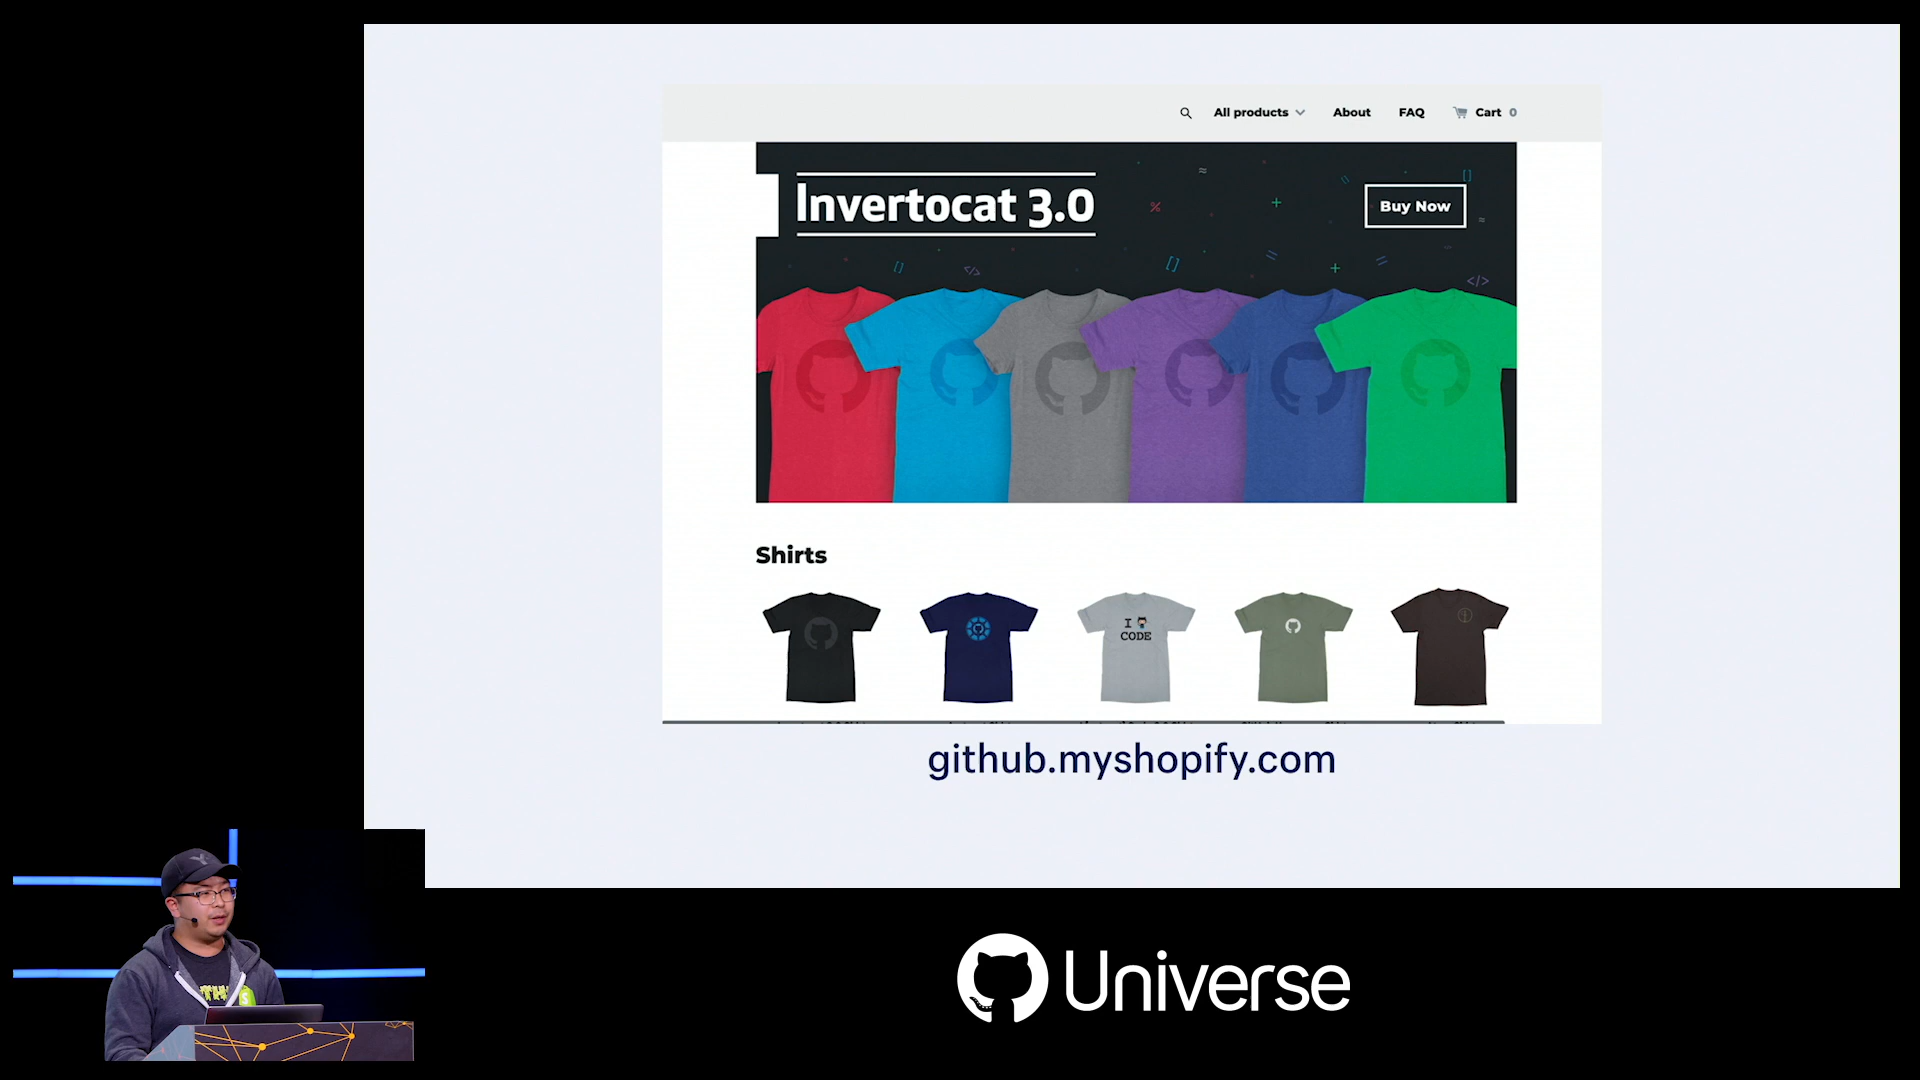 All products About FAQ Cart 0
Invertocat 3.0
Buy Now
Shirts
I
CODE
github.myshopify.com
Universe